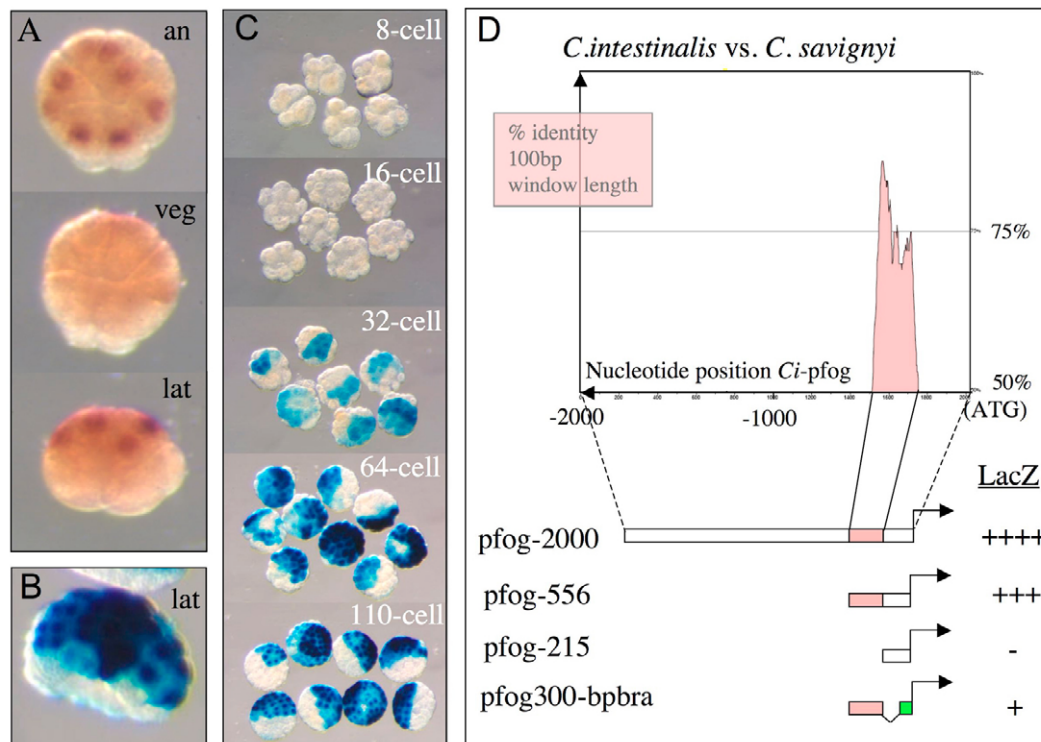 A
an
veg
lat
B
lat
C
8-cell
16-cell
32-cell
64-cell
110-cell
D
C.intestinalis vs. C. savignyi
% identity
100bp
window length
75%
50%
Nucleotide position Ci-pfog
-2000
-1000
(ATG)
LacZ
pfog-2000
++++
pfog-556
+++
pfog-215
-
pfog300-bpbra
+